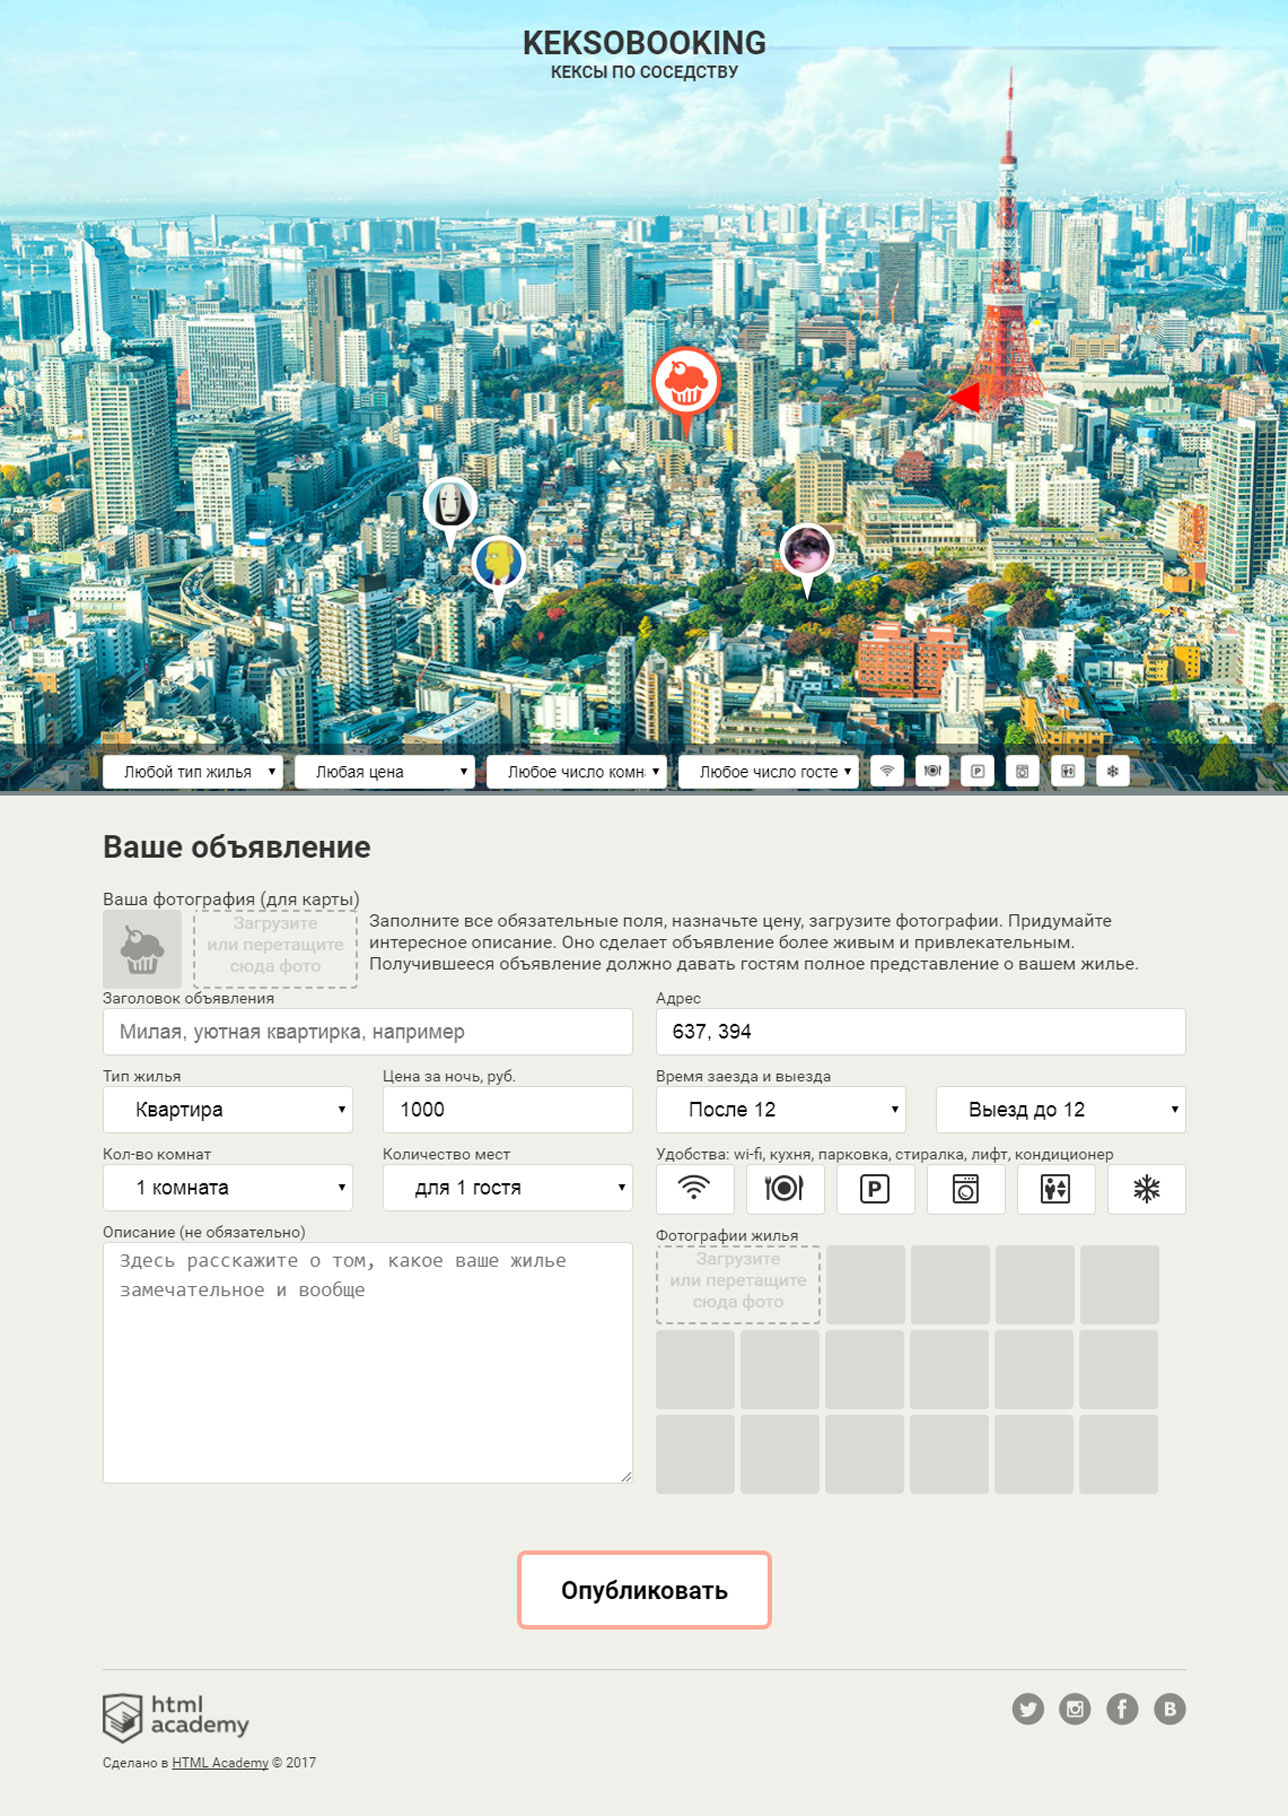 KEKSOBOOKING
КЕКСЫ ПО СОСЕДСТВУ
Любой тип жилья
Любая цена
Любое число комн
Любое число госте
P
Ваше объявление
Ваша фотография (для карты)
Загрузите
или перетащите
сюда фото
Заполните все обязательные поля, назначьте цену, загрузите фотографии. Придумайте
интересное описание. Оно сделает объявление более живым и привлекательным.
Получившееся объявление должно давать гостям полное представление о вашем жилье.
Заголовок объявления
Милая, уютная квартирка, например
Адрес
637, 394
Тип жилья
Квартира
Цена за ночь, руб.
1000
Время заезда и выезда
После 12
Выезд до 12
Кол-во комнат
1 комната
Количество мест
для 1 гостя
Удобства: wi-fi, кухня, парковка, стиралка, лифт, кондиционер
P
Описание (не обязательно)
Здесь расскажите о том, какое ваше жилье
замечательное и вообще
Фотографии жилья
Загрузите
или перетащите
сюда фото
Опубликовать
html
academy
Сделано в HTML Academy © 2017